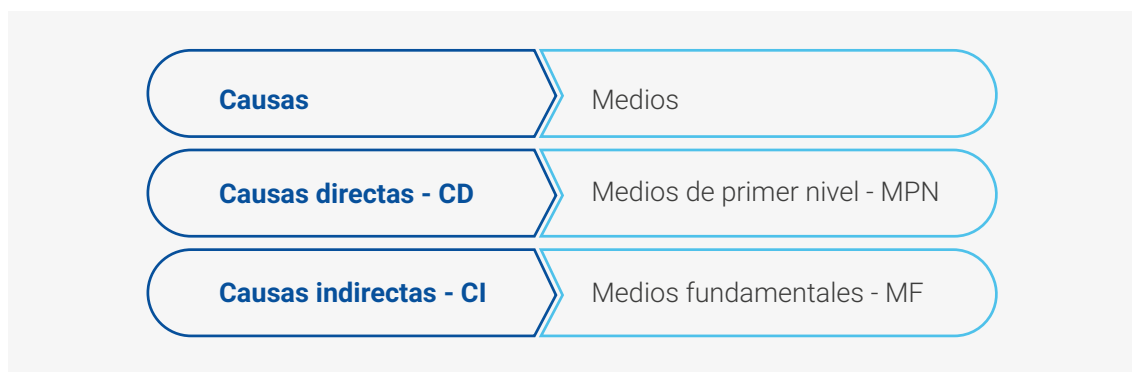 Causas
Medios
Causas directas - CD
Medios de primer nivel - MPN
Causas indirectas - CI
Medios fundamentales - MF